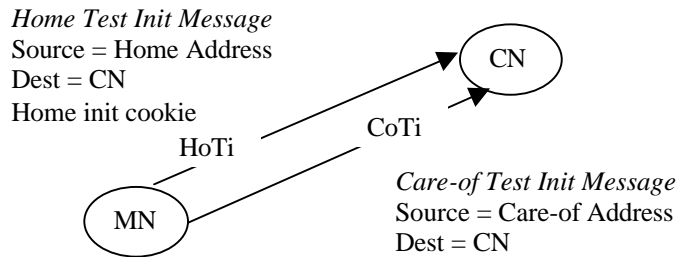 Home Test Init Message
Source = Home Address
Dest = CN
Home init cookie
HoTi
CN
CoTi
MN
Care-of Test Init Message
Source = Care-of Address
Dest = CN